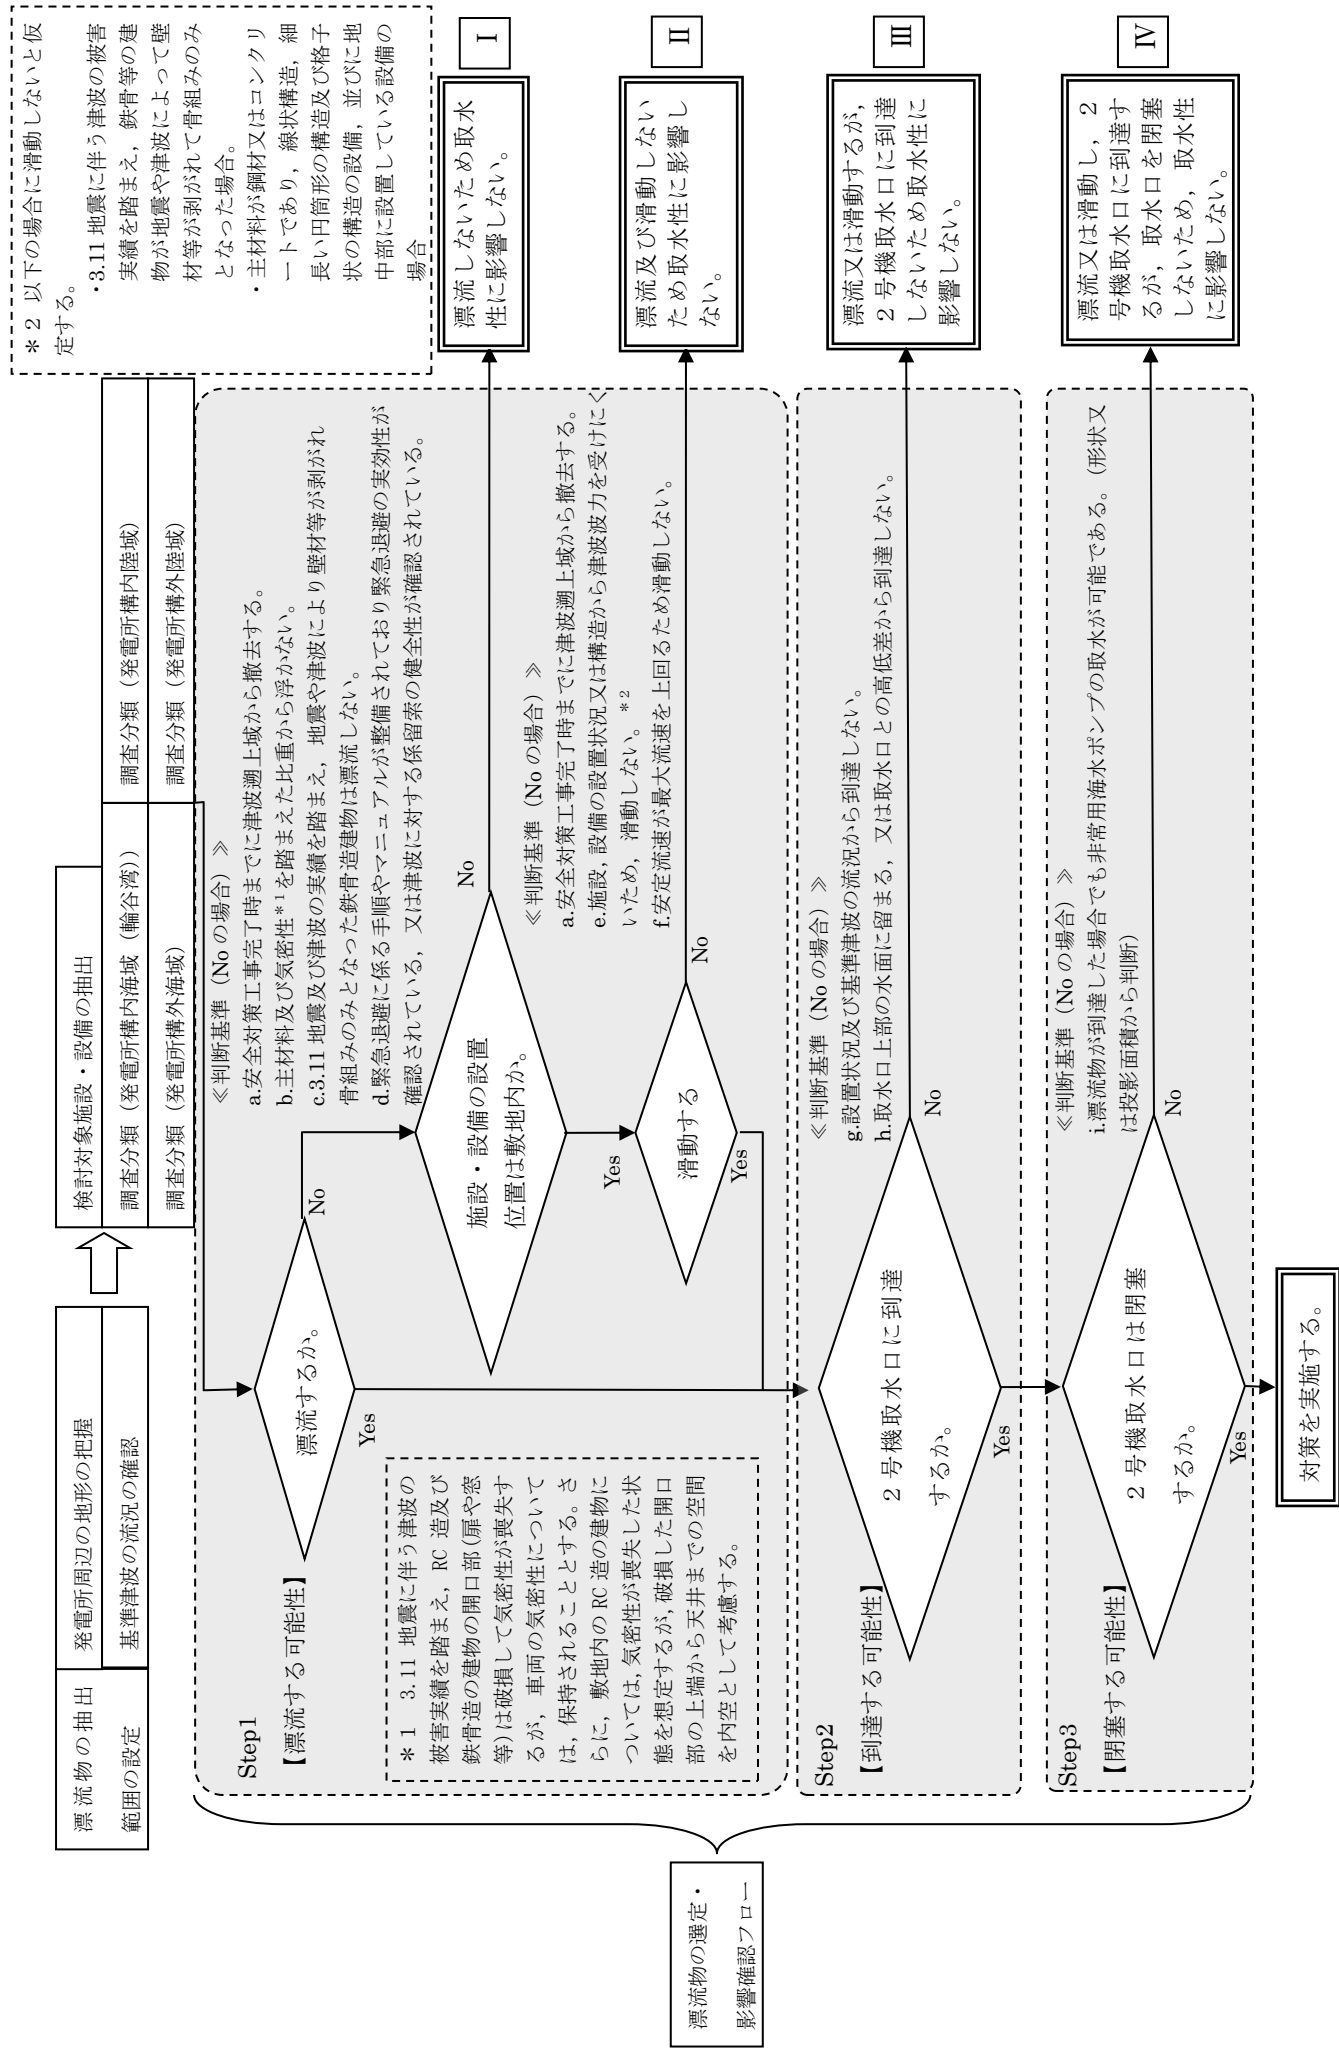 漂流物の抽出
範囲の設定
発電所周辺の地形の把握
基準津波の流況の確認
検討対象施設・設備の抽出
調査分類（発電所構内海域（輪谷湾））
調査分類（発電所構内陸域）
調査分類（発電所構外海域）
調査分類（発電所構外陸域）
＊２ 以下の場合に滑動しないと仮
定する。
・3.11 地震に伴う津波の被害
実績を踏まえ，鉄骨等の建
物が地震や津波によって壁
材等が剥がれて骨組みのみ
となった場合。
・主材料が鋼材又はコンクリ
ートであり，線状構造，細
長い円筒形の構造及び格子
状の構造の設備，並びに地
中部に設置している設備の
場合
漂流物の選定・
影響確認フロー
Step1
【漂流する可能性】
漂流するか。
No
Yes
≪判断基準（No の場合）≫
a.安全対策工事完了時までに津波遡上域から撤去する。
b.主材料及び気密性*1を踏まえた比重から浮かない。
c.3.11 地震及び津波の実績を踏まえ，地震や津波により壁材等が剥がれ
骨組みのみとなった鉄骨造建物は漂流しない。
d.緊急退避に係る手順やマニュアルが整備されており緊急退避の実効性が
確認されている，又は津波に対する係留索の健全性が確認されている。
＊１ 3.11 地震に伴う津波の
被害実績を踏まえ，RC 造及び
鉄骨造の建物の開口部(扉や窓
等)は破損して気密性が喪失す
るが，車両の気密性について
は，保持されることとする。さ
らに，敷地内の RC 造の建物に
ついては，気密性が喪失した状
態を想定するが，破損した開口
部の上端から天井までの空間
を内空として考慮する。
施設・設備の設置
位置は敷地内か。
No
Yes
漂流しないため取水
性に影響しない。
Ⅰ
≪判断基準（No の場合）≫
a.安全対策工事完了時までに津波遡上域から撤去する。
e.施設，設備の設置状況又は構造から津波波力を受けにく
いため，滑動しない。*2
f.安定流速が最大流速を上回るため滑動しない。
滑動する
No
Yes
漂流及び滑動しない
ため取水性に影響し
ない。
Ⅱ
Step2
【到達する可能性】
２号機取水口に到達
するか。
No
Yes
≪判断基準（No の場合）≫
g.設置状況及び基準津波の流況から到達しない。
h.取水口上部の水面に留まる，又は取水口との高低差から到達しない。
漂流又は滑動するが，
２号機取水口に到達
しないため取水性に
影響しない。
Ⅲ
Step3
【閉塞する可能性】
２号機取水口は閉塞
するか。
No
Yes
≪判断基準（No の場合）≫
i.漂流物が到達した場合でも非常用海水ポンプの取水が可能である。（形状又
は投影面積から判断）
漂流又は滑動し，２
号機取水口に到達す
るが，取水口を閉塞
しないため，取水性
に影響しない。
Ⅳ
対策を実施する。